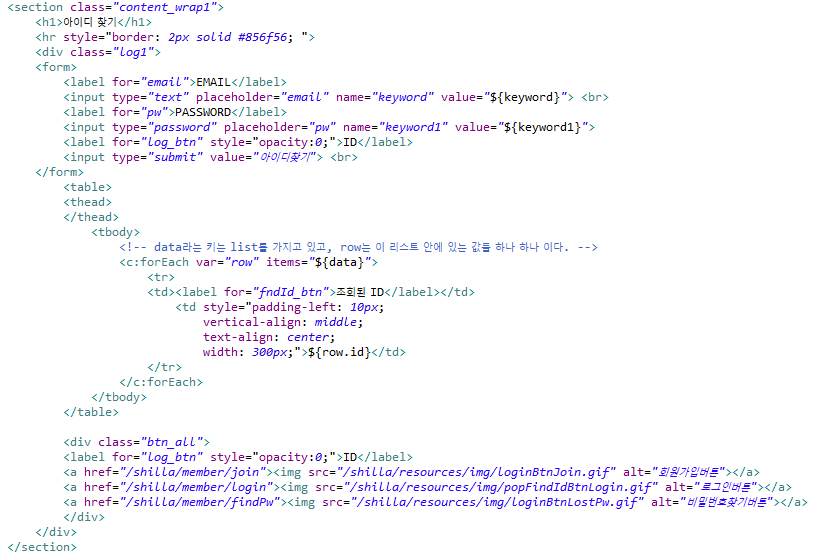 <section class="content_wrap1">
<h1>아이디 찾기</h1>
<hr style="border: 2px solid #856f56; ">
<div class="log1">
<form>
<label for="email">EMAIL</label>
<input type="text" placeholder="email" name="keyword" value="${keyword}"> <br>
<label for="pw">PASSWORD</label>
<input type="password" placeholder="pw" name="keyword1" value="${keyword1}">
<label for="log_btn" style="opacity:0;">ID</label>
<input type="submit" value="아이디찾기"> <br>
</form>
<table>
<thead>
</thead>
<tbody>
<!-- data라는 키는 list를 가지고 있고, row는 이 리스트 안에 있는 값들 하나 하나 이다. -->
<c:forEach var="row" items="${data}">
<tr>
<td><label for="fndId_btn">조회된 ID</label></td>
<td style="padding-left: 10px;
vertical-align: middle;
text-align: center;
width: 300px;">${row.id}</td>
</tr>
</c:forEach>
</tbody>
</table>
<div class="btn_all">
<label for="log_btn" style="opacity:0;">ID</label>
<a href="/shilla/member/join"><img src="/shilla/resources/img/loginBtnJoin.gif" alt="회원가입버튼"></a>
<a href="/shilla/member/login"><img src="/shilla/resources/img/popFindIdBtnLogin.gif" alt="로그인버튼"></a>
<a href="/shilla/member/findPw"><img src="/shilla/resources/img/loginBtnLostPw.gif" alt="비밀번호찾기버튼"></a>
</div>
</div>
</section>